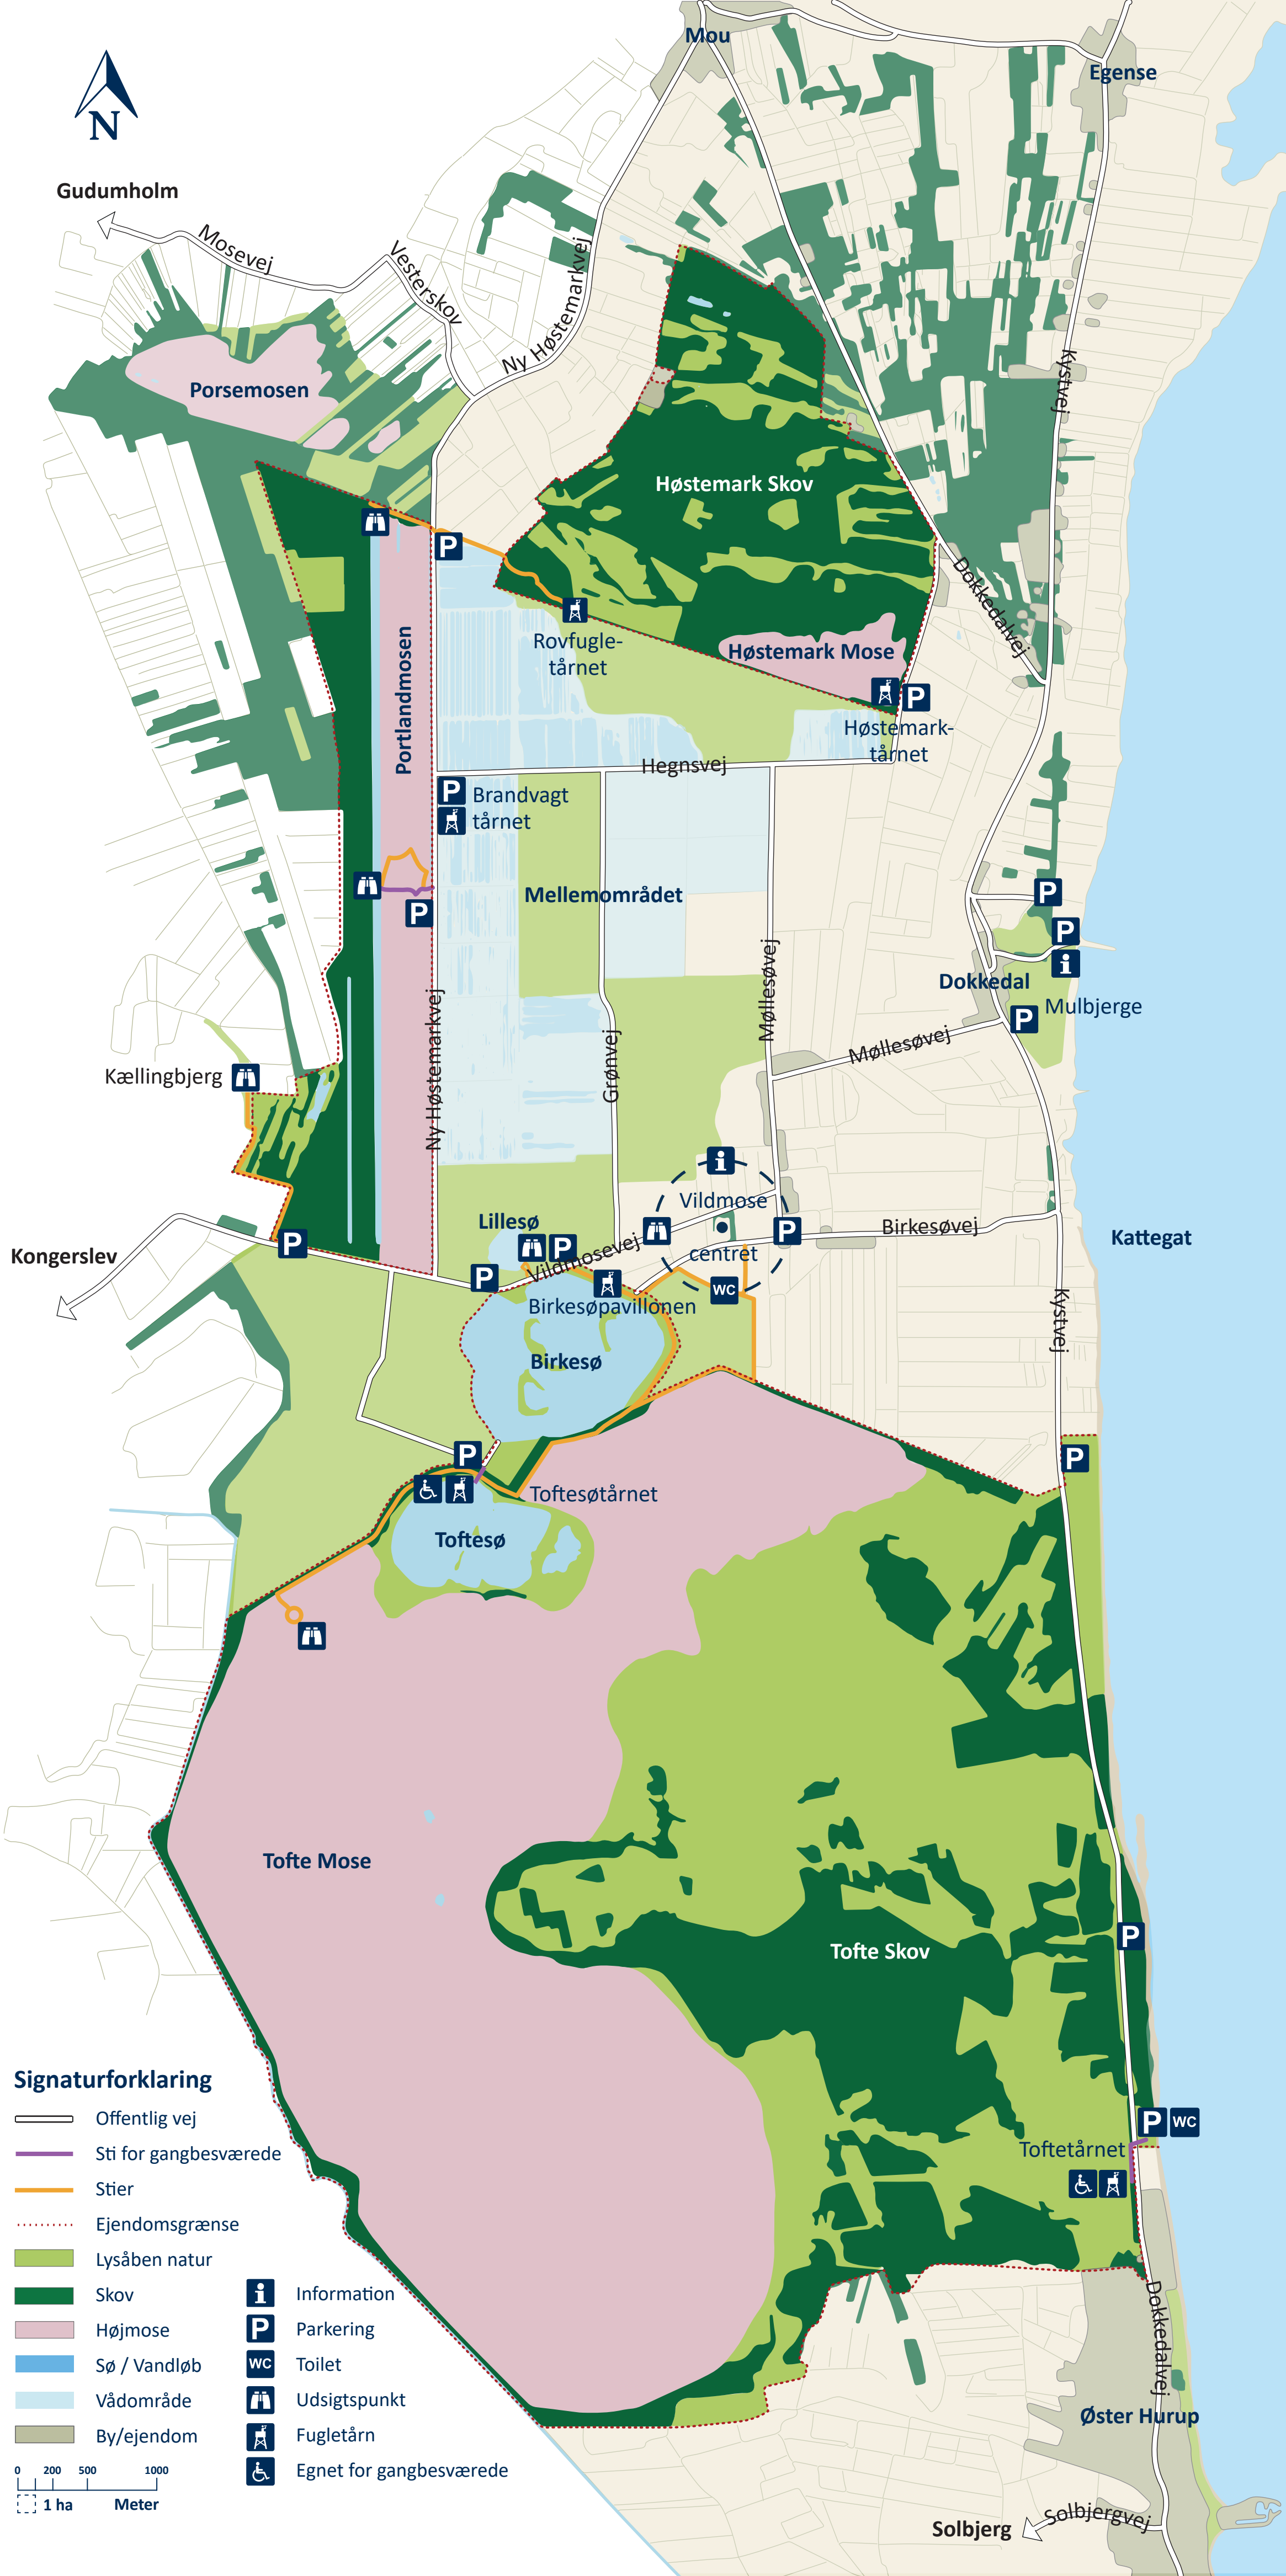 Mou
Egense
N
Gudumholm
Mosevej
Vesterskov
Ny Høstemarkvej
Kystvej
Porsemosen
Høstemark Skov
P
Dokkedalvej
Rovfugle-
tårnet
Høstemark Mose
P
Høstemark-
tårnet
Portlandmosen
Hegnsvej
P Brandvagt
tårnet
Mellemområdet
P
P
P
i
Dokkedal
Mulbjerge
P
Møllesøvej
Møllesøvej
Ny Høstemarkvej
Grønvej
Kællingbjerg
i
Vildmose
centret
P
WC
Birkesøvej
Kattegat
Lillesø
P
P
P
Vildmosevej
Kongerslev
Birkesøpavillonen
Birkesø
Kystvej
P
P
Toftesøtårnet
Toftesø
Tofte Mose
Tofte Skov
P
P WC
Toftetårnet
Dokkedalvej
Øster Hurup
Solbjergvej
Solbjerg
Signaturforklaring
Offentlig vej
Sti for gangbesværede
Stier
Ejendomsgrænse
Lysåben natur
Skov
Højmose
Sø / Vandløb
Vådområde
By/ejendom
i Information
P Parkering
WC Toilet
Udsigtspunkt
Fugletårn
Egnet for gangbesværede
0 200 500 1000
1 ha Meter